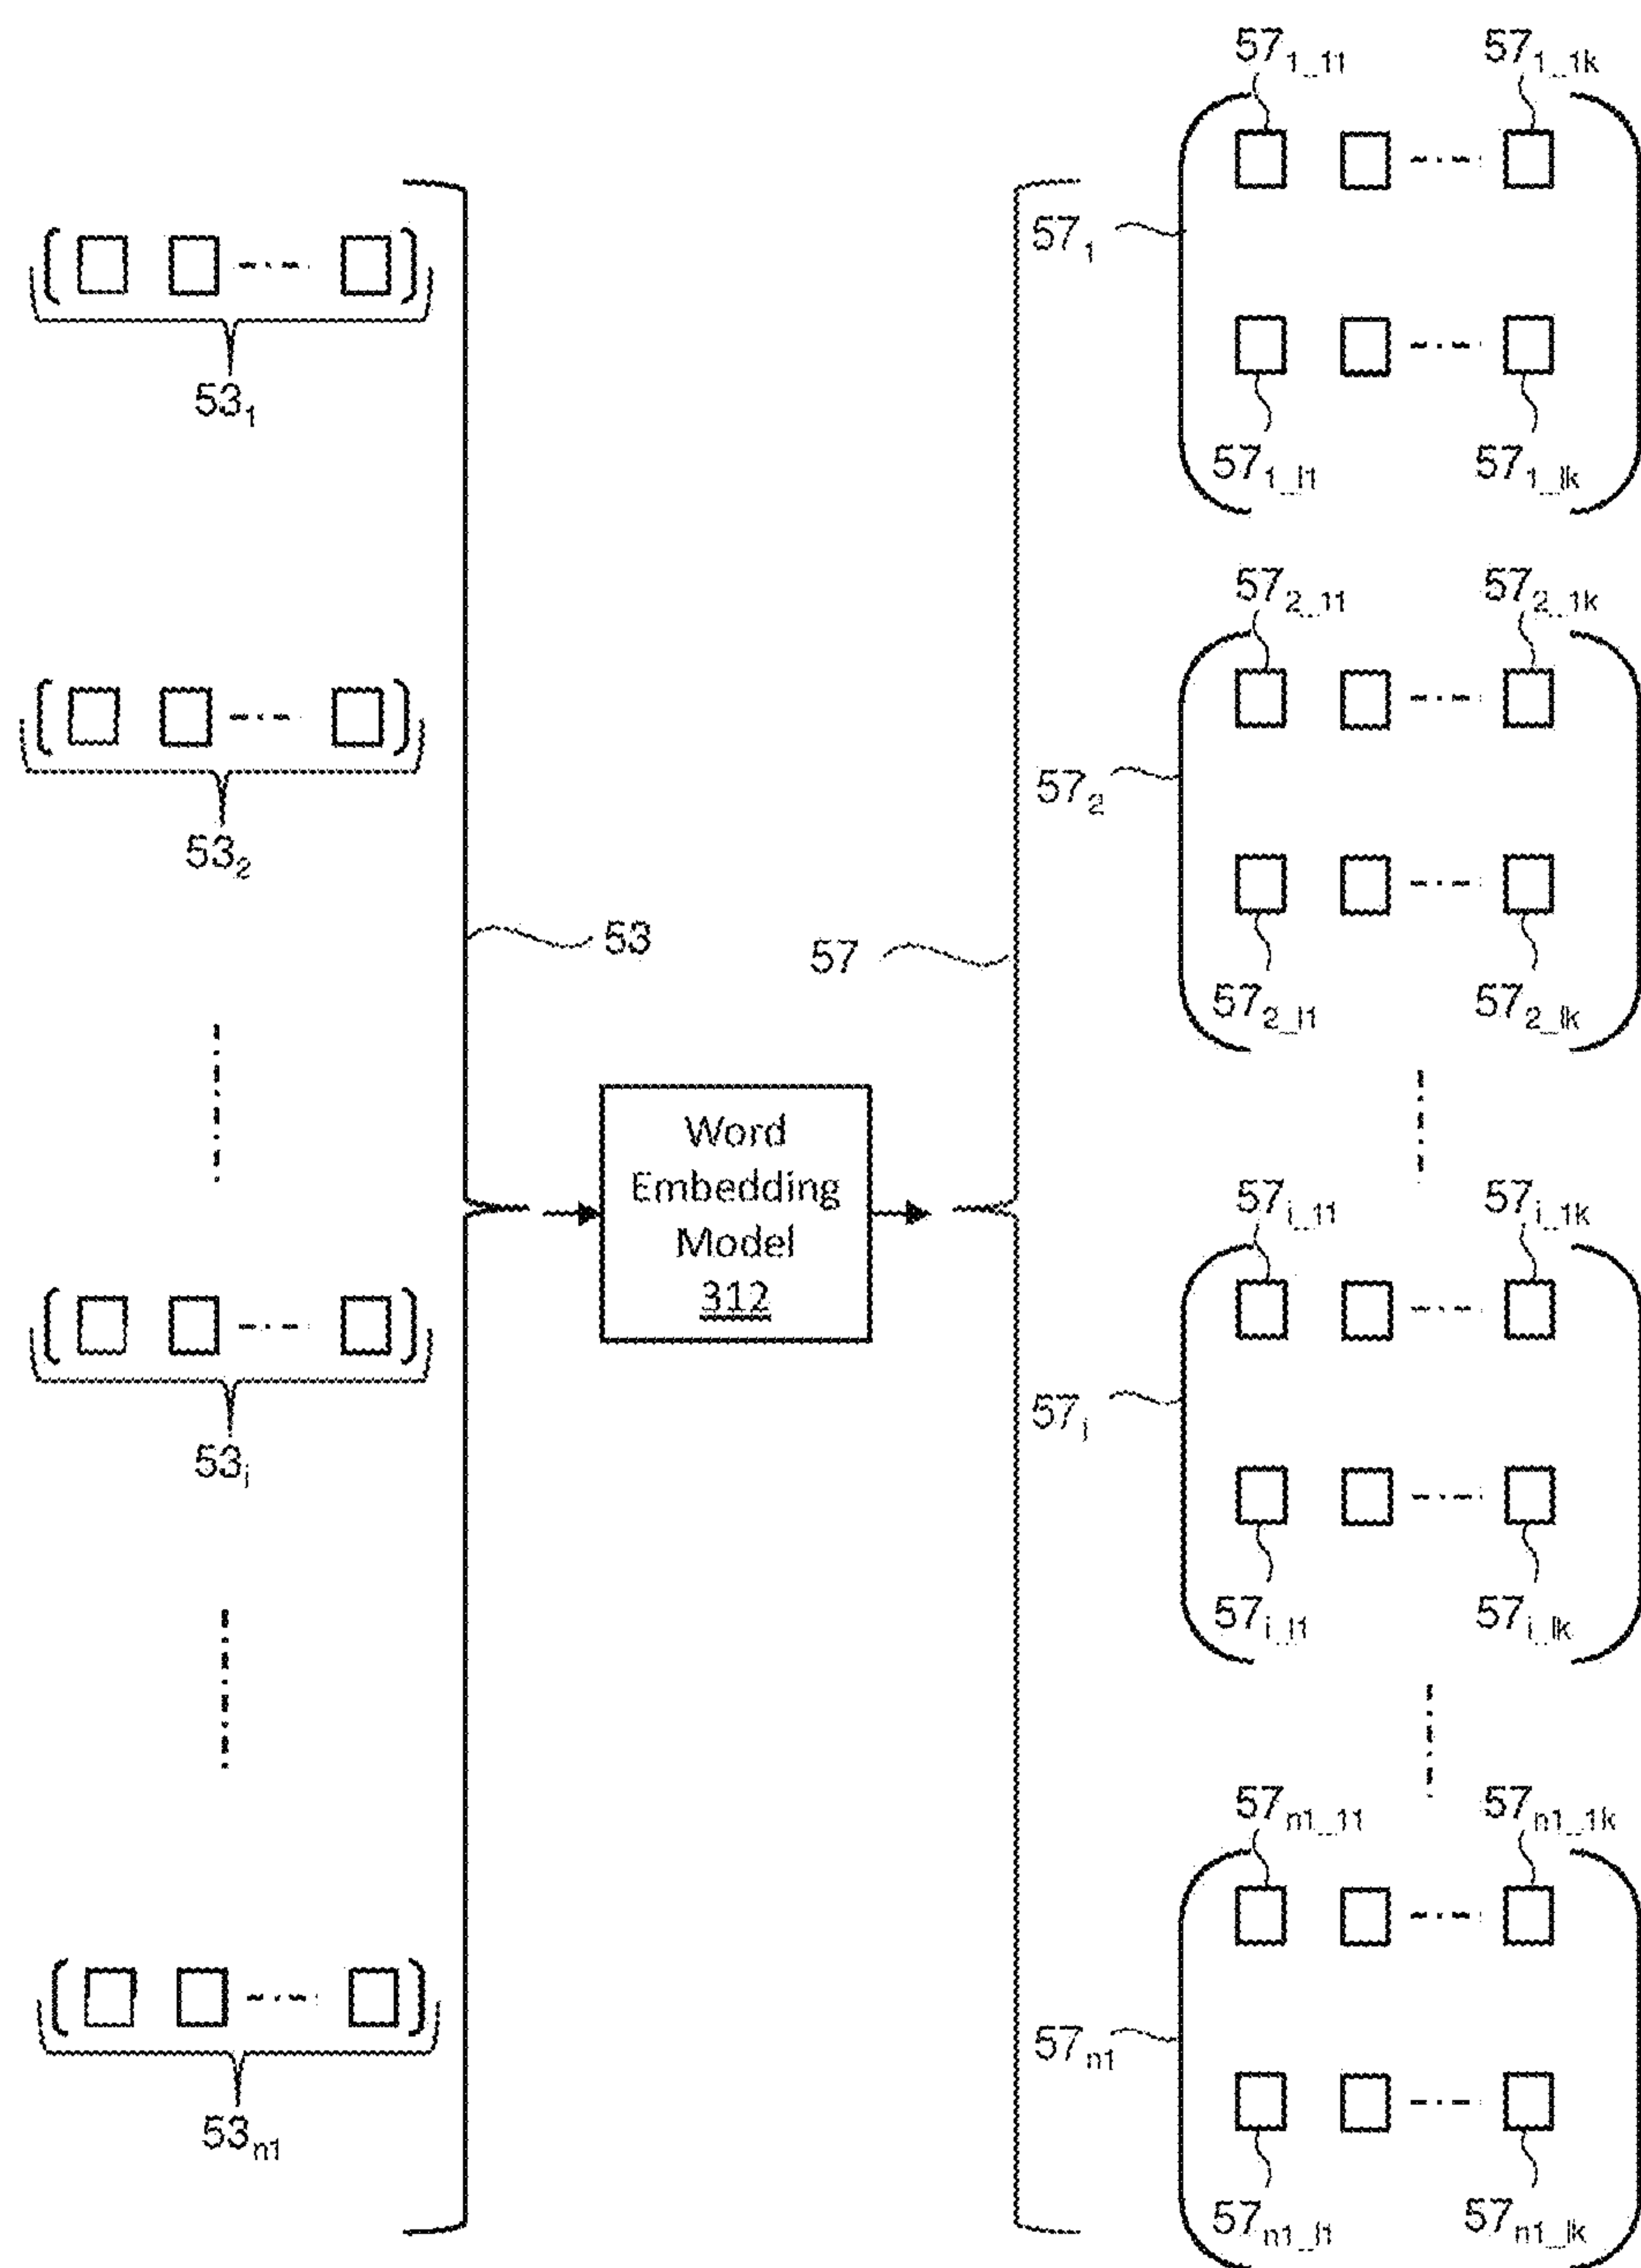 57₁_₁₁ 57₁_₁ₖ
57₁
53₁
57₁_l₁ 57₁_lₖ
57₂_₁₁ 57₂_₁ₖ
57₂
53₂
53 57
57₂_l₁ 57₂_lₖ
Word
Embedding
Model
312
57ᵢ_₁₁ 57ᵢ_₁ₖ
57ᵢ
53ᵢ
57ᵢ_l₁ 57ᵢ_lₖ
57ₙ₁_₁₁ 57ₙ₁_₁ₖ
57ₙ₁
53ₙ₁
57ₙ₁_l₁ 57ₙ₁_lₖ